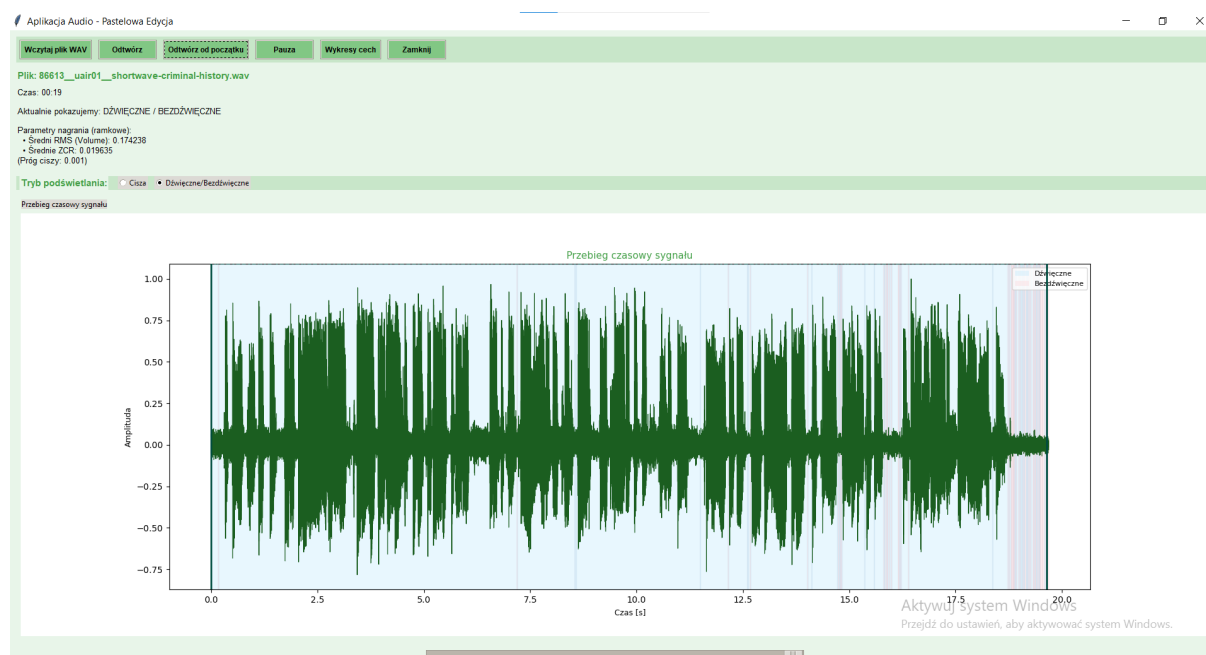 Aplikacja Audio - Pastelowa Edycja
Wczytaj plik WAV Odtwórz Odtwórz od początku Pauza Wykresy cech Zamknij
Plik: 86613__uair01__shortwave-criminal-history.wav
Czas: 00:19
Aktualnie pokazujemy: DŹWIĘCZNE / BEZDŹWIĘCZNE
Parametry nagrania (ramkowe):
• Średni RMS (Volume): 0.174238
• Średnie ZCR: 0.019635
(Próg ciszy: 0.001)
Tryb podświetlania: Cisza Dźwięczne/Bezdźwięczne
Przebieg czasowy sygnału
Przebieg czasowy sygnału
Dźwięczne
Bezdźwięczne
1.00
0.75
0.50
0.25
0.00
−0.25
−0.50
−0.75
Amplituda
0.0 2.5 5.0 7.5 10.0 12.5 15.0 17.5 20.0
Czas [s]
Aktywuj system Windows
Przejdź do ustawień, aby aktywować system Windows.